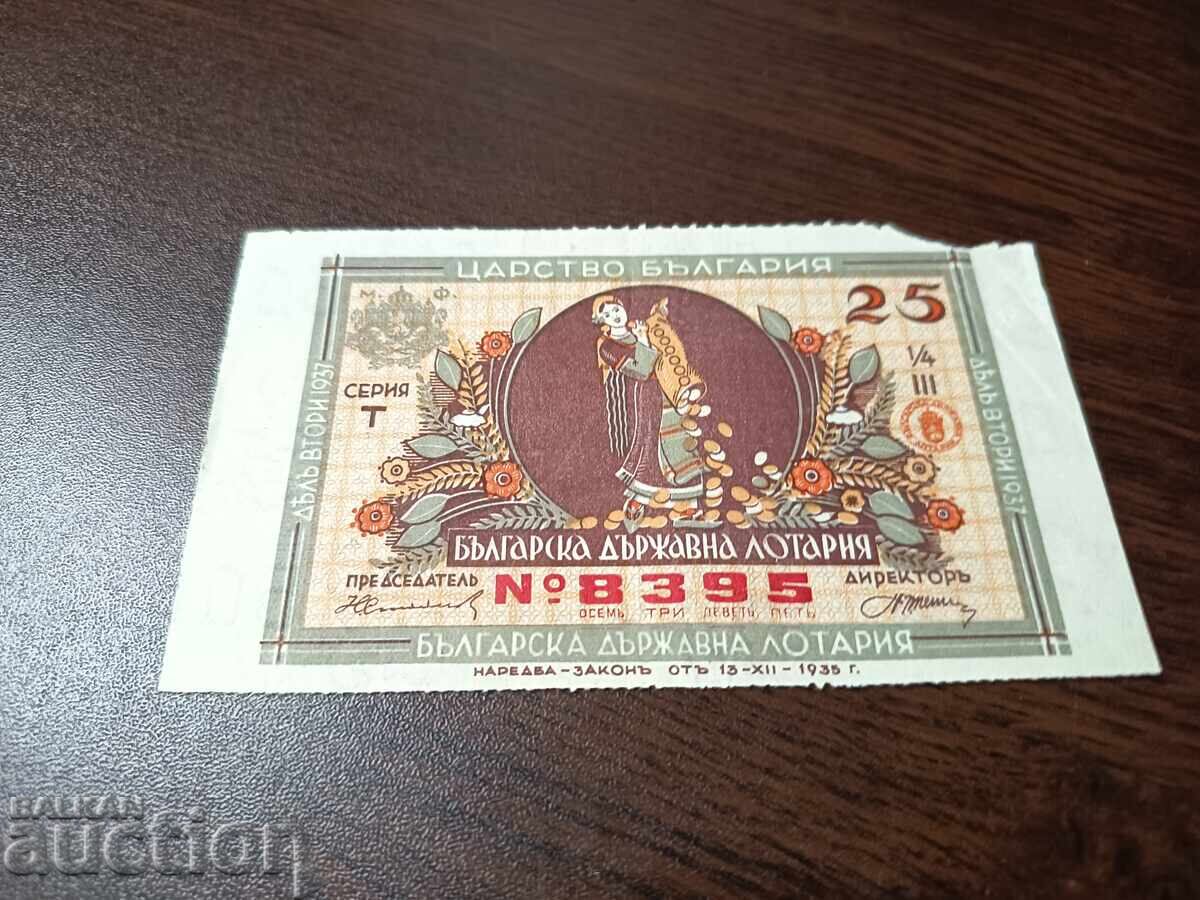 ЦАРСТВО БЪЛГАРИЯ
М. Ф.
25
1/4
III
СЕРИЯ
Т
ДѢЛЪ ВТОРИ 1937
ДѢЛЪ ВТОРИ 1937
БЪЛГАРСКА ДЪРЖАВНА ЛОТАРИЯ
ПРЕДСЕДАТЕЛЬ
№ 8395
ДИРЕКТОРЪ
ОСЕМЬ, ТРИ, ДЕВЕТЬ, ПЕТЬ
БЪЛГАРСКА ДЪРЖАВНА ЛОТАРИЯ
НАРЕДБА - ЗАКОНЪ ОТЪ 13-XII-1935 Г.
BALKAN
auction